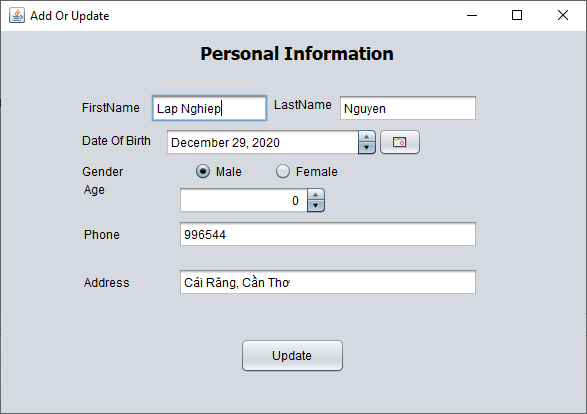 Add Or Update
Personal Information
FirstName Lap Nghiep LastName Nguyen
Date Of Birth December 29, 2020
Gender Male Female
Age 0
Phone 996544
Address Cái Răng, Cần Thơ
Update